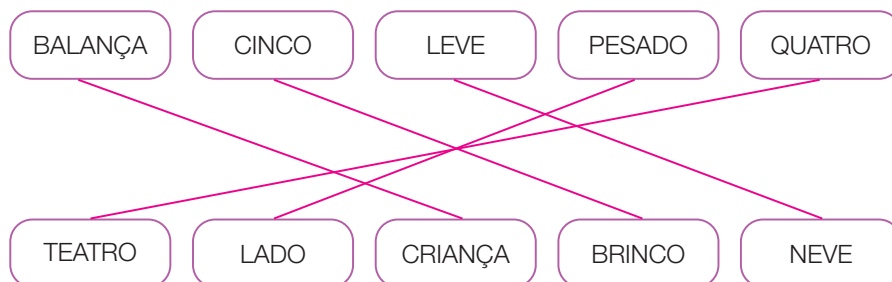 BALANÇA CINCO LEVE PESADO QUATRO
TEATRO LADO CRIANÇA BRINCO NEVE